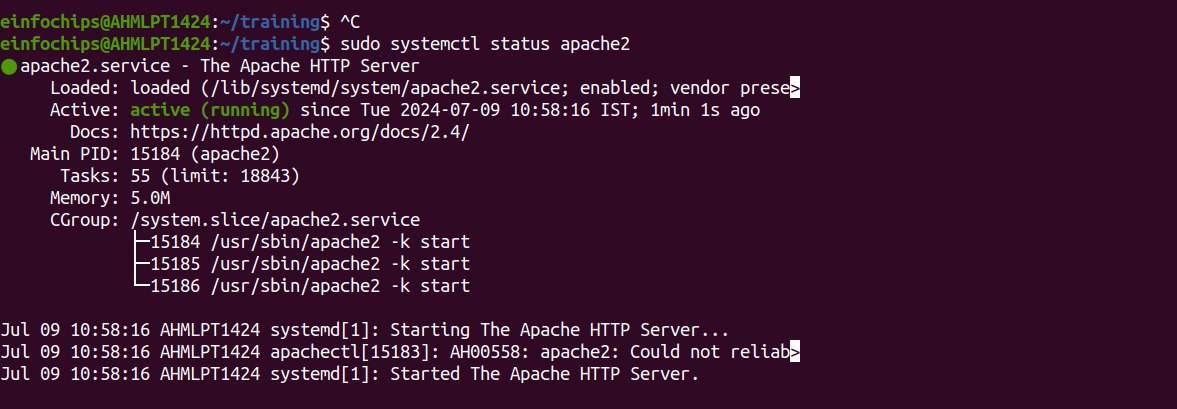 einfochips@AHMLPT1424:~/training$ ^C
einfochips@AHMLPT1424:~/training$ sudo systemctl status apache2
● apache2.service - The Apache HTTP Server
     Loaded: loaded (/lib/systemd/system/apache2.service; enabled; vendor prese>
     Active: active (running) since Tue 2024-07-09 10:58:16 IST; 1min 1s ago
       Docs: https://httpd.apache.org/docs/2.4/
   Main PID: 15184 (apache2)
      Tasks: 55 (limit: 18843)
     Memory: 5.0M
     CGroup: /system.slice/apache2.service
             ├─15184 /usr/sbin/apache2 -k start
             ├─15185 /usr/sbin/apache2 -k start
             └─15186 /usr/sbin/apache2 -k start

Jul 09 10:58:16 AHMLPT1424 systemd[1]: Starting The Apache HTTP Server...
Jul 09 10:58:16 AHMLPT1424 apachectl[15183]: AH00558: apache2: Could not reliab>
Jul 09 10:58:16 AHMLPT1424 systemd[1]: Started The Apache HTTP Server.